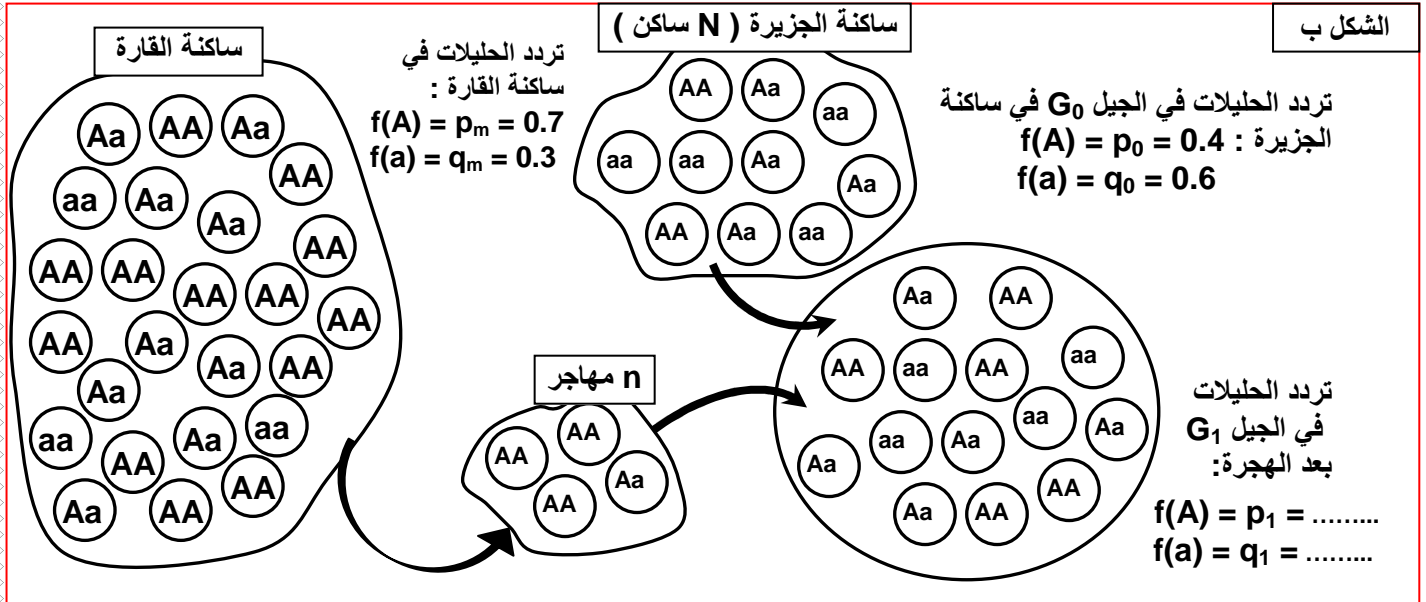 الشكل ب
ساكنة الجزيرة ( N ساكن )
ساكنة القارة
تردد الحليلات في
ساكنة القارة :
f(A) = pm = 0.7
f(a) = qm = 0.3
تردد الحليلات في الجيل G0 في ساكنة
الجزيرة : f(A) = p0 = 0.4
f(a) = q0 = 0.6
Aa AA Aa
AA
aa Aa
Aa
AA
AA AA
AA AA
AA
AA Aa
Aa AA
Aa
aa Aa aa
AA
AA
Aa AA
AA Aa
aa
aa aa Aa
Aa
AA Aa aa
n مهاجر
AA
AA
Aa
AA
Aa AA
aa
AA aa AA
aa
Aa
aa Aa
Aa
AA
Aa AA
تردد الحليلات
في الجيل G1
بعد الهجرة:
f(A) = p1 = .........
f(a) = q1 = .........